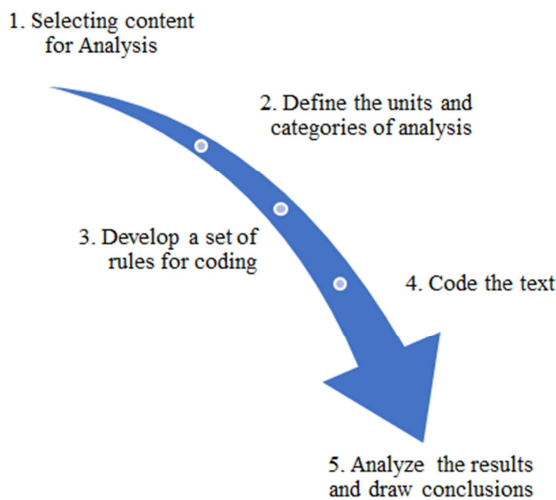 1. Selecting content
for Analysis
2. Define the units and
categories of analysis
3. Develop a set of
rules for coding
4. Code the text
5. Analyze the results
and draw conclusions